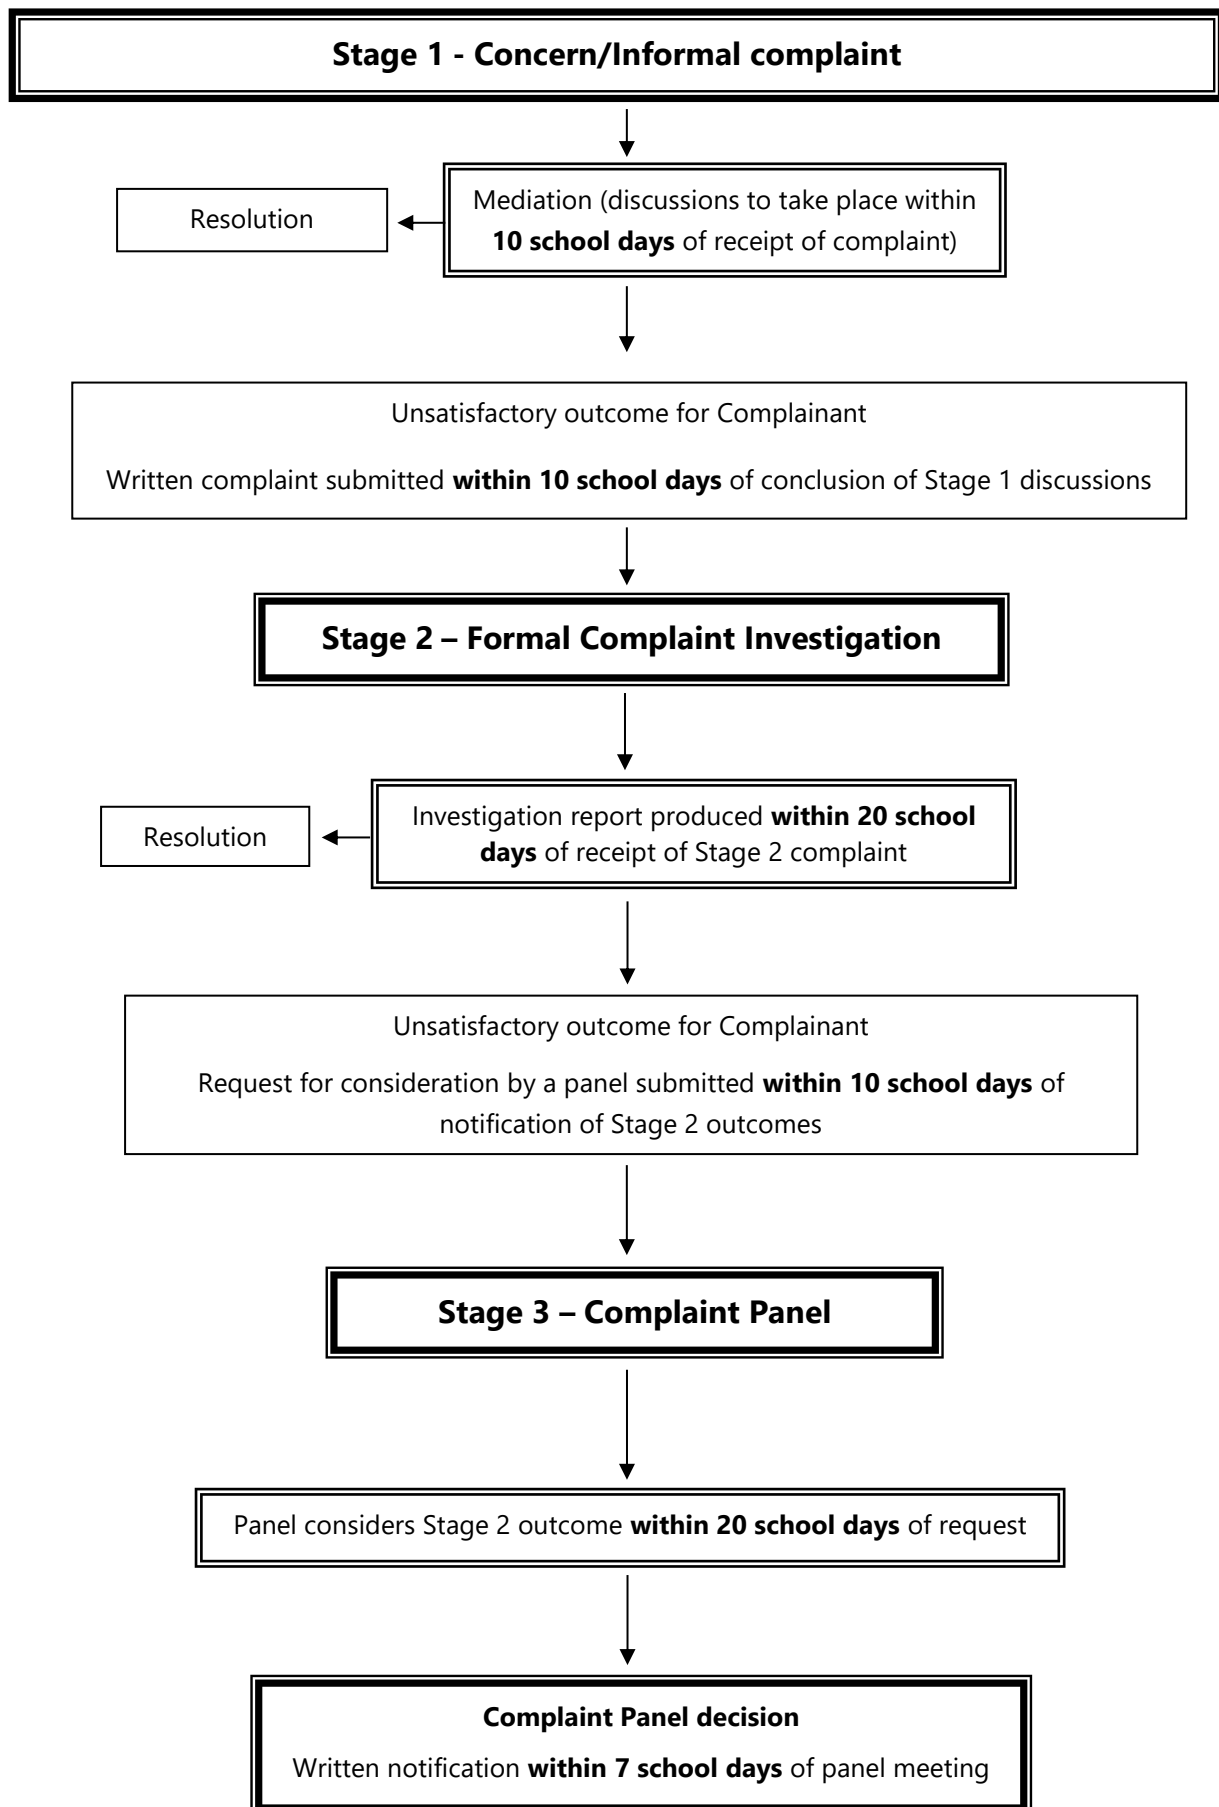 Stage 1 - Concern/Informal complaint
Mediation (discussions to take place within
10 school days of receipt of complaint)
Resolution
Unsatisfactory outcome for Complainant
Written complaint submitted within 10 school days of conclusion of Stage 1 discussions
Stage 2 – Formal Complaint Investigation
Investigation report produced within 20 school
days of receipt of Stage 2 complaint
Resolution
Unsatisfactory outcome for Complainant
Request for consideration by a panel submitted within 10 school days of
notification of Stage 2 outcomes
Stage 3 – Complaint Panel
Panel considers Stage 2 outcome within 20 school days of request
Complaint Panel decision
Written notification within 7 school days of panel meeting